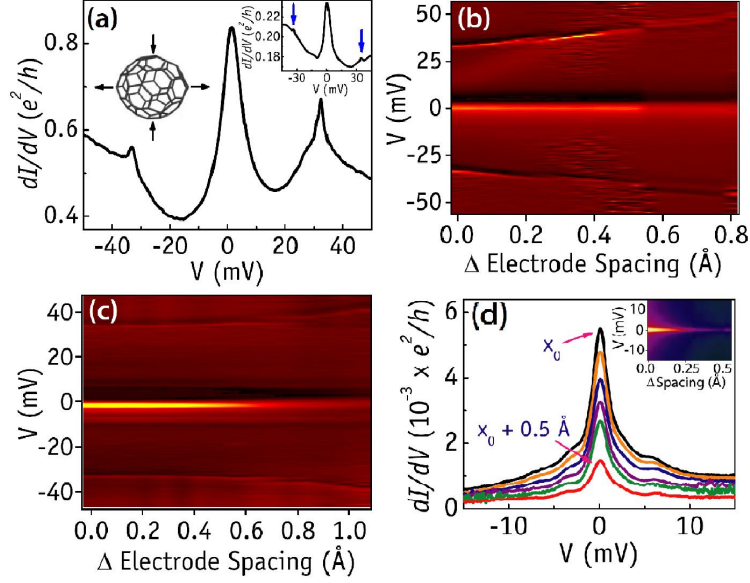 (a)
dI/dV (e²/h)
0.8
0.6
0.4
-40 -20 0 20 40
V (mV)
dI/dV (e²/h)
0.24
0.21
0.18
-30 0 30
V (mV)
(b)
V (mV)
50
25
0
-25
-50
0.0 0.2 0.4 0.6 0.8
Δ Electrode Spacing (Å)
(c)
V (mV)
40
20
0
-20
-40
0.0 0.2 0.4 0.6 0.8 1.0
Δ Electrode Spacing (Å)
(d)
dI/dV (10⁻³ x e²/h)
6
4
2
0
-10 0 10
V (mV)
x₀
x₀ + 0.5 Å
V(mV)
10
0
-10
0.0 0.25 0.5
ΔSpacing (Å)